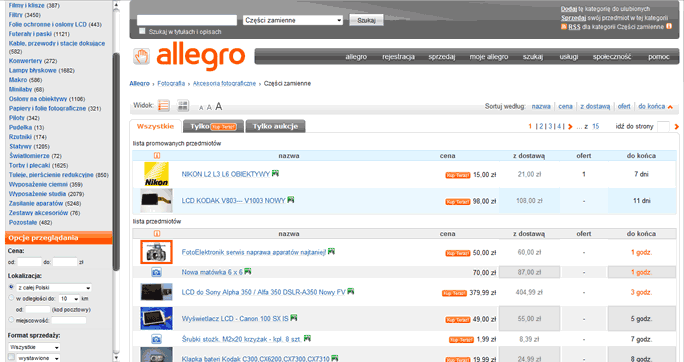 Filmy i klisze (387)
Filtry (3450)
Folie ochronne i osłony LCD (443)
Futerały i paski (1121)
Kable, przewody i stacje dokujące
(582)
Konwertery (272)
Lampy błyskowe (1682)
Makro (586)
Minilaby (68)
Osłony na obiektywy (1108)
Papiery i folie fotograficzne (321)
Piloty (342)
Pudełka (13)
Rzutniki (174)
Statywy (1205)
Światłomierze (72)
Torby i plecaki (1625)
Tuleje, pierścienie redukcyjne (850)
Wyposażenie ciemni (359)
Wyposażenie studia (2079)
Zasilanie aparatów (5248)
Zestawy akcesoriów (76)
Pozostałe (482)
Opcje przeglądania
Cena:
od: do: zł
Lokalizacja:
z całej Polski
w odległości do: 10 km
od: (kod pocztowy)
miejscowość:
Format sprzedaży:
Wszystkie
wystawione
Części zamienne Szukaj
Szukaj w tytułach i opisach
Dodaj tę kategorię do ulubionych
Sprzedaj swój przedmiot w tej kategorii
RSS dla kategorii Części zamienne
allegro
allegro rejestracja sprzedaj moje allegro szukaj usługi społeczność pomoc
Allegro › Fotografia › Akcesoria fotograficzne › Części zamienne
Widok: A A A Sortuj według: nazwa | cena | z dostawą | ofert | do końca
Wszystkie Tylko Kup Teraz! Tylko aukcje
1 | 2 | 3 | 4 | ... z 15 idź do strony
lista promowanych przedmiotów
nazwa cena z dostawą ofert do końca
Nikon NIKON L2 L3 L6 OBIEKTYWY Kup Teraz! 15,00 zł 21,00 zł 1 7 dni
LCD KODAK V803--- V1003 NOWY Kup Teraz! 98,00 zł 108,00 zł - 11 dni
lista przedmiotów
nazwa cena z dostawą ofert do końca
FotoElektronik serwis naprawa aparatów najtaniej! Kup Teraz! 50,00 zł 60,00 zł - 1 godz.
Nowa matówka 6 x 6 70,00 zł 87,00 zł - 1 godz.
LCD do Sony Alpha 350 / Alfa 350 DSLR-A350 Nowy FV Kup Teraz! 379,99 zł 404,99 zł - 3 godz.
Wyświetlacz LCD - Canon 100 SX IS Kup Teraz! 49,00 zł 55,00 zł - 5 godz.
Śrubki stożk. M2x20 krzyżak - kpl. 8 szt Kup Teraz! 1,99 zł 8,39 zł - 7 godz.
Klapka baterii Kodak C300,CX6200,CX7300,CX7310 Kup Teraz! 19,99 zł 24,99 zł - 8 godz.